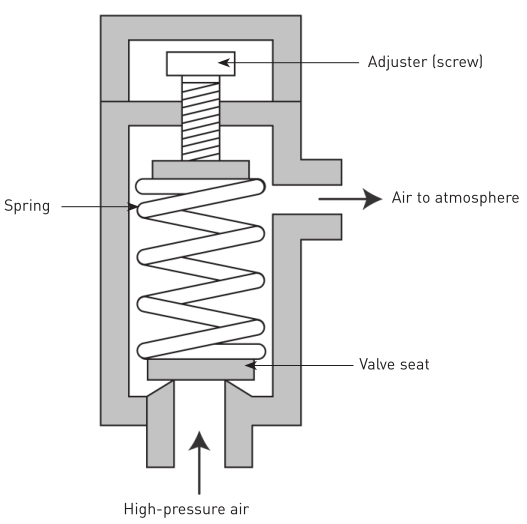 Adjuster (screw)
Air to atmosphere
Spring
Valve seat
High-pressure air